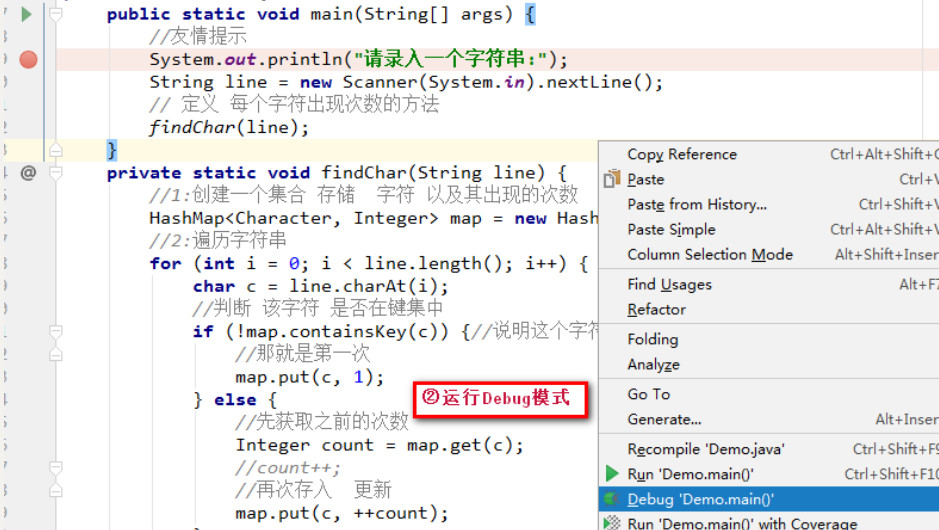 public static void main(String[] args) {
//友情提示
System.out.println("请录入一个字符串:");
String line = new Scanner(System.in).nextLine();
// 定义 每个字符出现次数的方法
findChar(line);
}
@ private static void findChar(String line) {
//1:创建一个集合 存储 字符 以及其出现的次数
HashMap<Character, Integer> map = new Hash
//2:遍历字符串
for (int i = 0; i < line.length(); i++) {
char c = line.charAt(i);
//判断 该字符 是否在键集中
if (!map.containsKey(c)) {//说明这个字符
//那就是第一次
map.put(c, 1);
} else {
//先获取之前的次数
Integer count = map.get(c);
//count++;
//再次存入 更新
map.put(c, ++count);
②运行Debug模式
Copy Reference Ctrl+Alt+Shift+C
Paste Ctrl+V
Paste from History... Ctrl+Shift+V
Paste Simple Ctrl+Alt+Shift+V
Column Selection Mode Alt+Shift+Inser
Find Usages Alt+F7
Refactor
Folding
Analyze
Go To
Generate... Alt+Inser
Recompile 'Demo.java' Ctrl+Shift+F9
Run 'Demo.main()' Ctrl+Shift+F10
Debug 'Demo.main()'
Run 'Demo.main()' with Coverage